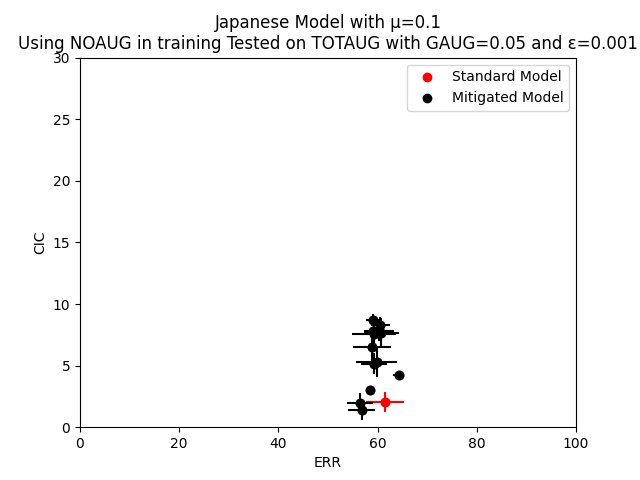 Japanese Model with μ=0.1
Using NOAUG in training Tested on TOTAUG with GAUG=0.05 and ε=0.001
Standard Model
Mitigated Model
30
25
20
15
10
5
0
CIC
0 20 40 60 80 100
ERR